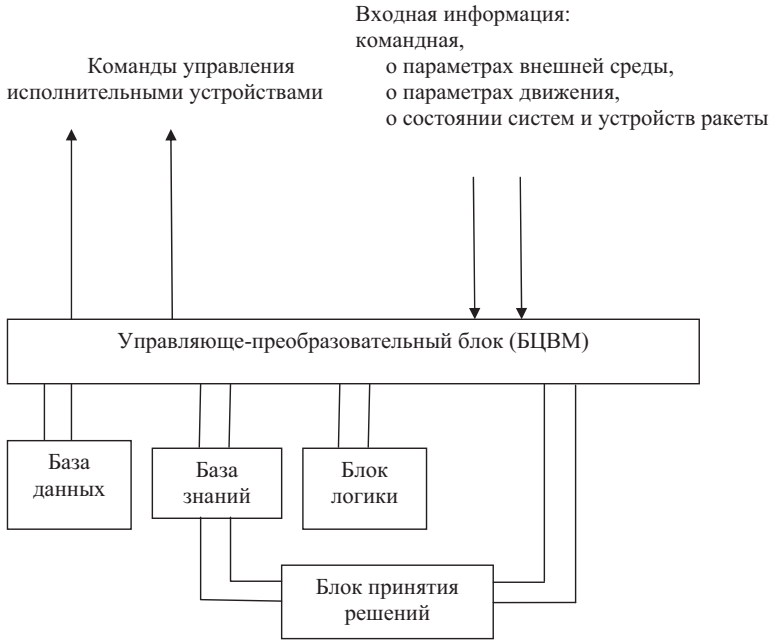 Входная информация:
командная,
о параметрах внешней среды,
о параметрах движения,
о состоянии систем и устройств ракеты
Команды управления
исполнительными устройствами
Управляюще-преобразовательный блок (БЦВМ)
База
данных
База
знаний
Блок
логики
Блок принятия
решений